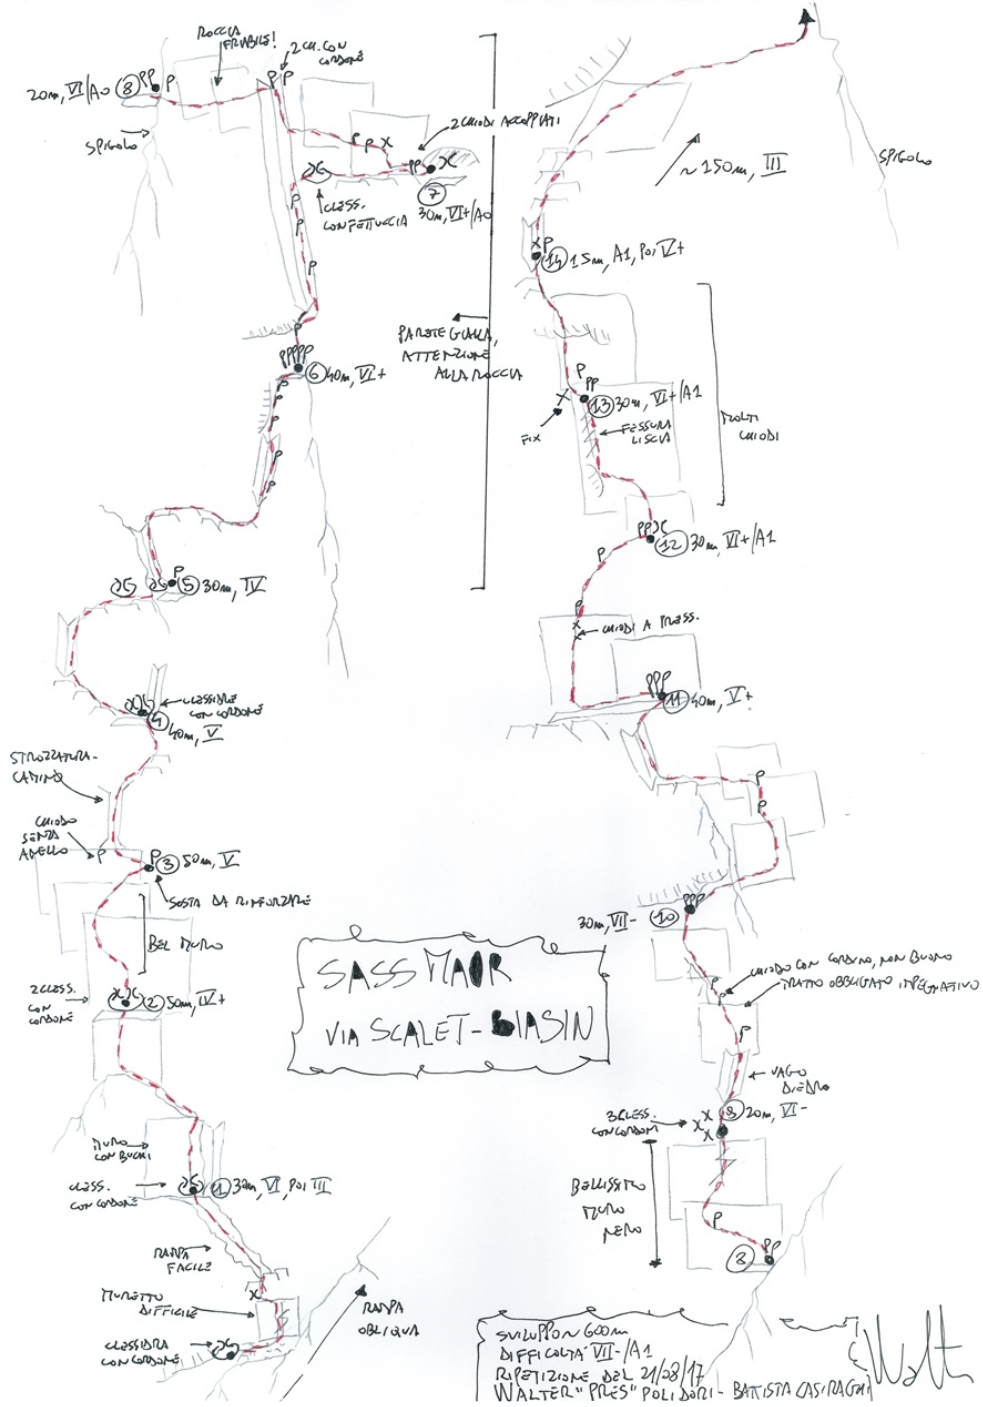 ROCCIA
FRIABILE!
2 CH. CON
CORDONE
20m, VI/A0 8 PP P
P P
SPIGOLO
2 CHIODI ACCOPPIATI
P P X
PP
7
30m, VI+/A0
CLESS.
CON FETTUCCIA
P
P
P
P
PPPPP
6 40m, VI+
PARETE GIALLA,
ATTENZIONE
ALLA ROCCIA
P
P
P
P
5 30m, IV
CLESSIDRE
CON CORDONE
4
40m, V
STROZZATURA-
CAMINO
CHIODO
SENZA
ANELLO
P
P 3 50m, V
SOSTA DA RINFORZARE
BEL MURO
2 CLESS.
CON
CORDONE
2 50m, IV+
MURO
CON BUCHI
CLESS.
CON CORDONE
1 30m, VI, POI III
RAMPA
FACILE
X
MURETTO
DIFFICILE
CLESSIDRA
CON CORDONE
RAMPA
OBLIQUA
SPIGOLO
~150m, III
XP
14 15m, A1, POI V+
P
PP
13 30m, VI+/A1
FIX
FESSURA
LISCIA
MOLTI
CHIODI
PP
12 30m, VI+/A1
P
P
X
X
CHIODI A PRESS.
PPP
11 40m, V+
P
P
PPP
30m, VII- 10
CHIODO CON CORDINO, NON BUONO
TRATTO OBBLIGATO IMPEGNATIVO
P
P
P
VAGO
DIEDRO
20m, VI-
3 CLESS.
CON CORDONI
X
X
X
BELLISSIMO
MURO
NERO
P
PP
8
SASS MAOR
VIA SCALET-BIASIN
SVILUPPO ~ 600m
DIFFICOLTA' VII-/A1
RIPETIZIONE DEL 21/08/17
WALTER "PRES" POLIDORI - BATTISTA CASIRAGHI